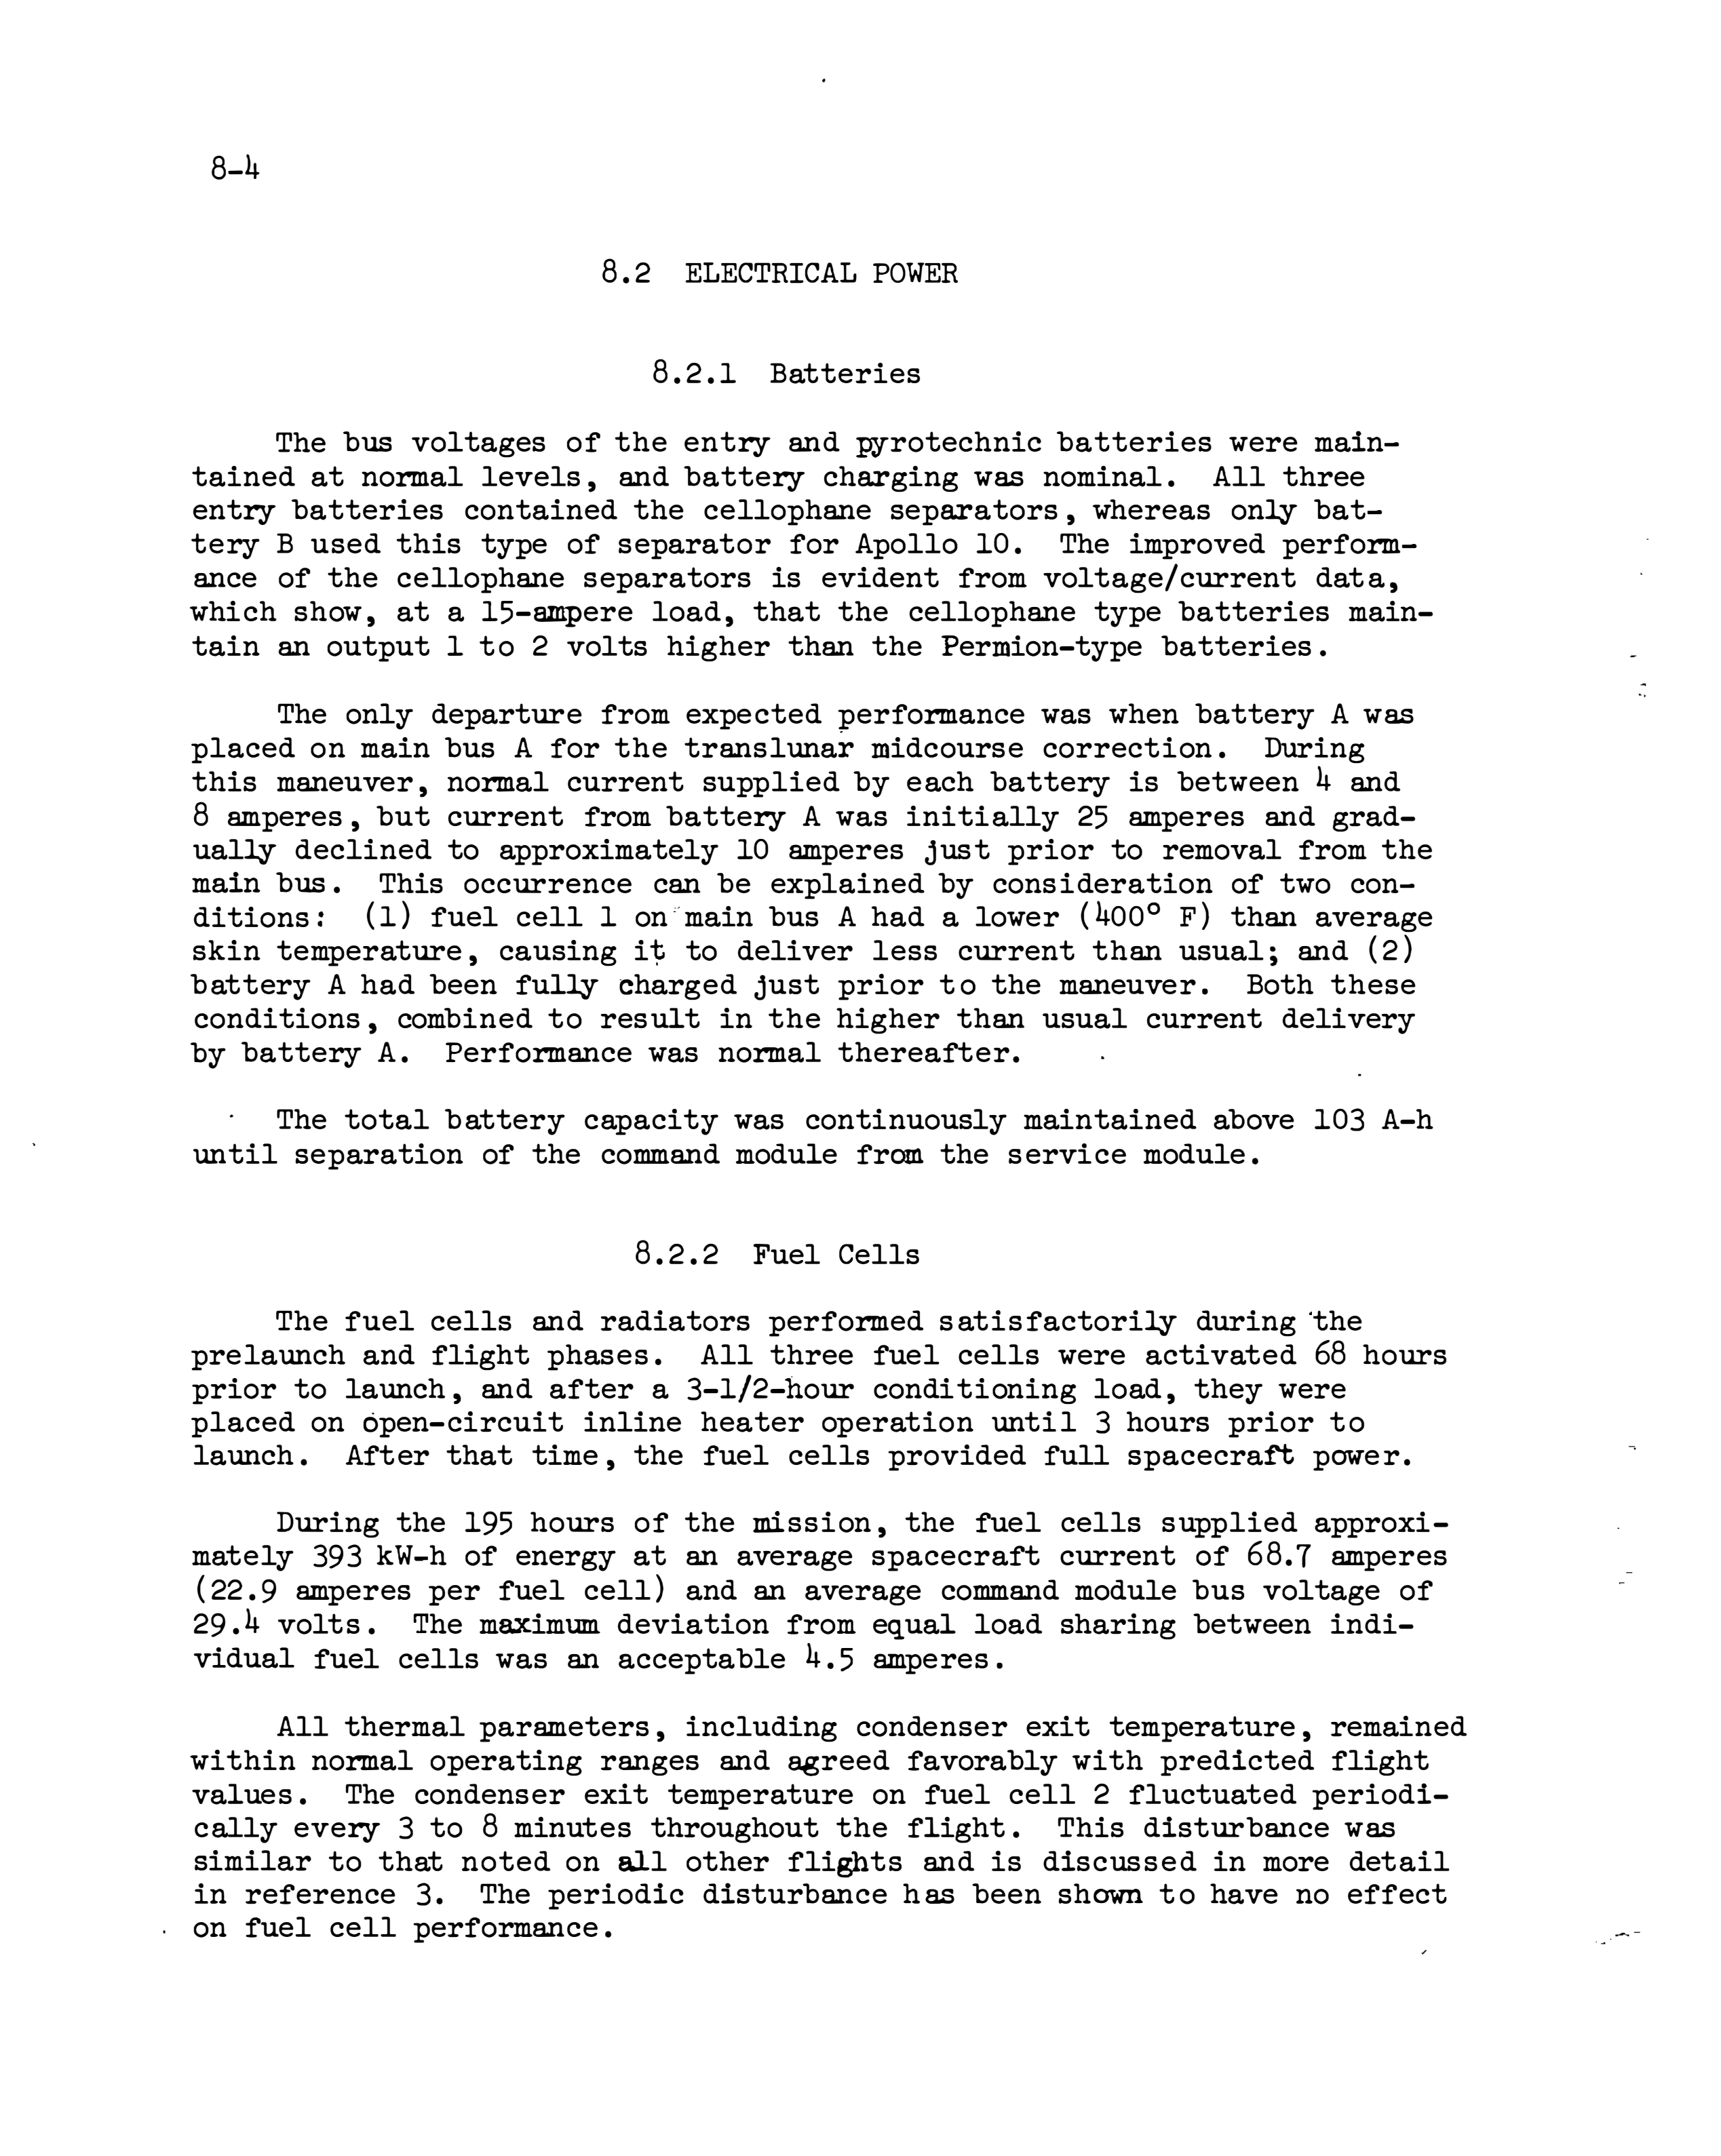 8-4
8.2 ELECTRICAL POWER
8.2.1 Batteries
The bus voltages of the entry and pyrotechnic batteries were main-
tained at normal levels, and battery charging was nominal. All three
entry batteries contained the cellophane separators, whereas only bat-
tery B used this type of separator for Apollo 10. The improved perform-
ance of the cellophane separators is evident from voltage/current data,
which show, at a 15-ampere load, that the cellophane type batteries main-
tain an output 1 to 2 volts higher than the Permion-type batteries.
The only departure from expected performance was when battery A was
placed on main bus A for the translunar midcourse correction. During
this maneuver, normal current supplied by each battery is between 4 and
8 amperes, but current from battery A was initially 25 amperes and grad-
ually declined to approximately 10 amperes just prior to removal from the
main bus. This occurrence can be explained by consideration of two con-
ditions: (1) fuel cell 1 on main bus A had a lower (400° F) than average
skin temperature, causing it to deliver less current than usual; and (2)
battery A had been fully charged just prior to the maneuver. Both these
conditions, combined to result in the higher than usual current delivery
by battery A. Performance was normal thereafter.
The total battery capacity was continuously maintained above 103 A-h
until separation of the command module from the service module.
8.2.2 Fuel Cells
The fuel cells and radiators performed satisfactorily during the
prelaunch and flight phases. All three fuel cells were activated 68 hours
prior to launch, and after a 3-1/2-hour conditioning load, they were
placed on open-circuit inline heater operation until 3 hours prior to
launch. After that time, the fuel cells provided full spacecraft power.
During the 195 hours of the mission, the fuel cells supplied approxi-
mately 393 kW-h of energy at an average spacecraft current of 68.7 amperes
(22.9 amperes per fuel cell) and an average command module bus voltage of
29.4 volts. The maximum deviation from equal load sharing between indi-
vidual fuel cells was an acceptable 4.5 amperes.
All thermal parameters, including condenser exit temperature, remained
within normal operating ranges and agreed favorably with predicted flight
values. The condenser exit temperature on fuel cell 2 fluctuated periodi-
cally every 3 to 8 minutes throughout the flight. This disturbance was
similar to that noted on all other flights and is discussed in more detail
in reference 3. The periodic disturbance has been shown to have no effect
on fuel cell performance.